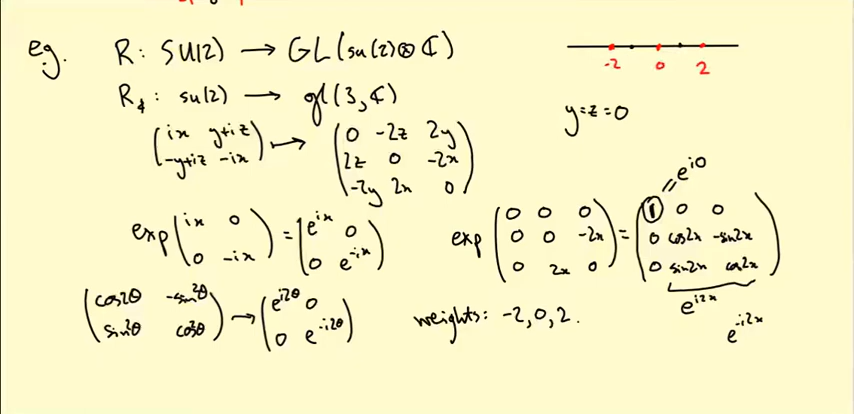 eg. R: SU(2) → GL(su(2)⊗ℂ)
-2 0 2
R_*: su(2) → gl(3, ℂ)
y=z=0
(ix y+iz; -y+iz -ix) ↦ (0 -2z 2y; 2z 0 -2x; -2y 2x 0)
= e^{i0}
exp (ix 0; 0 -ix) = (e^{ix} 0; 0 e^{-ix})
exp (0 0 0; 0 0 -2x; 0 2x 0) = (1 0 0; 0 cos2x -sin2x; 0 sin2x cos2x)
e^{i2x}
e^{-i2x}
(cos2θ -sin2θ; sin2θ cos2θ) → (e^{i2θ} 0; 0 e^{-i2θ})
weights: -2, 0, 2.